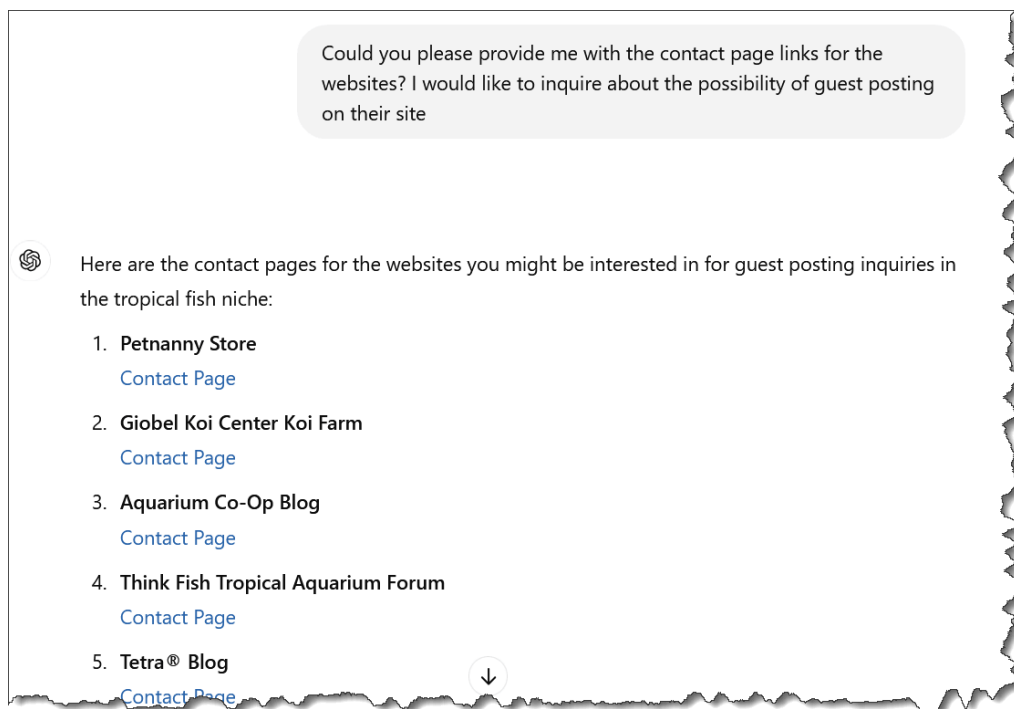 Could you please provide me with the contact page links for the
websites? I would like to inquire about the possibility of guest posting
on their site
Here are the contact pages for the websites you might be interested in for guest posting inquiries in
the tropical fish niche:
1. Petnanny Store
Contact Page
2. Giobel Koi Center Koi Farm
Contact Page
3. Aquarium Co-Op Blog
Contact Page
4. Think Fish Tropical Aquarium Forum
Contact Page
5. Tetra® Blog
Contact Page